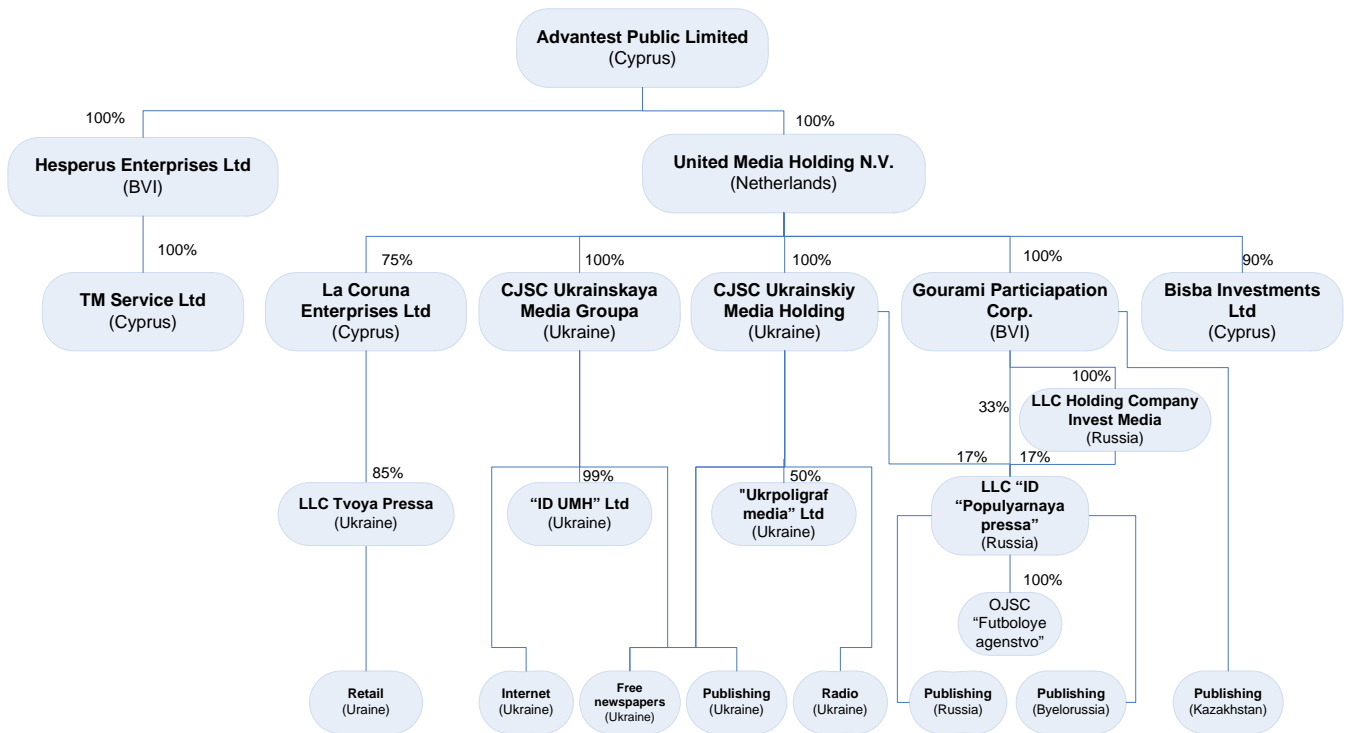 Advantest Public Limited
(Cyprus)
100%
100%
Hesperus Enterprises Ltd
(BVI)
United Media Holding N.V.
(Netherlands)
100%
75%
100%
100%
100%
90%
TM Service Ltd
(Cyprus)
La Coruna
Enterprises Ltd
(Cyprus)
CJSC Ukrainskaya
Media Groupa
(Ukraine)
CJSC Ukrainskiy
Media Holding
(Ukraine)
Gourami Particiapation
Corp.
(BVI)
Bisba Investments
Ltd
(Cyprus)
100%
33%
LLC Holding Company
Invest Media
(Russia)
17%
17%
85%
99%
50%
LLC Tvoya Pressa
(Ukraine)
“ID UMH” Ltd
(Ukraine)
"Ukrpoligraf
media” Ltd
(Ukraine)
LLC “ID
“Populyarnaya
pressa”
(Russia)
100%
OJSC
“Futboloye
agenstvo”
Retail
(Uraine)
Internet
(Ukraine)
Free
newspapers
(Ukraine)
Publishing
(Ukraine)
Radio
(Ukraine)
Publishing
(Russia)
Publishing
(Byelorussia)
Publishing
(Kazakhstan)